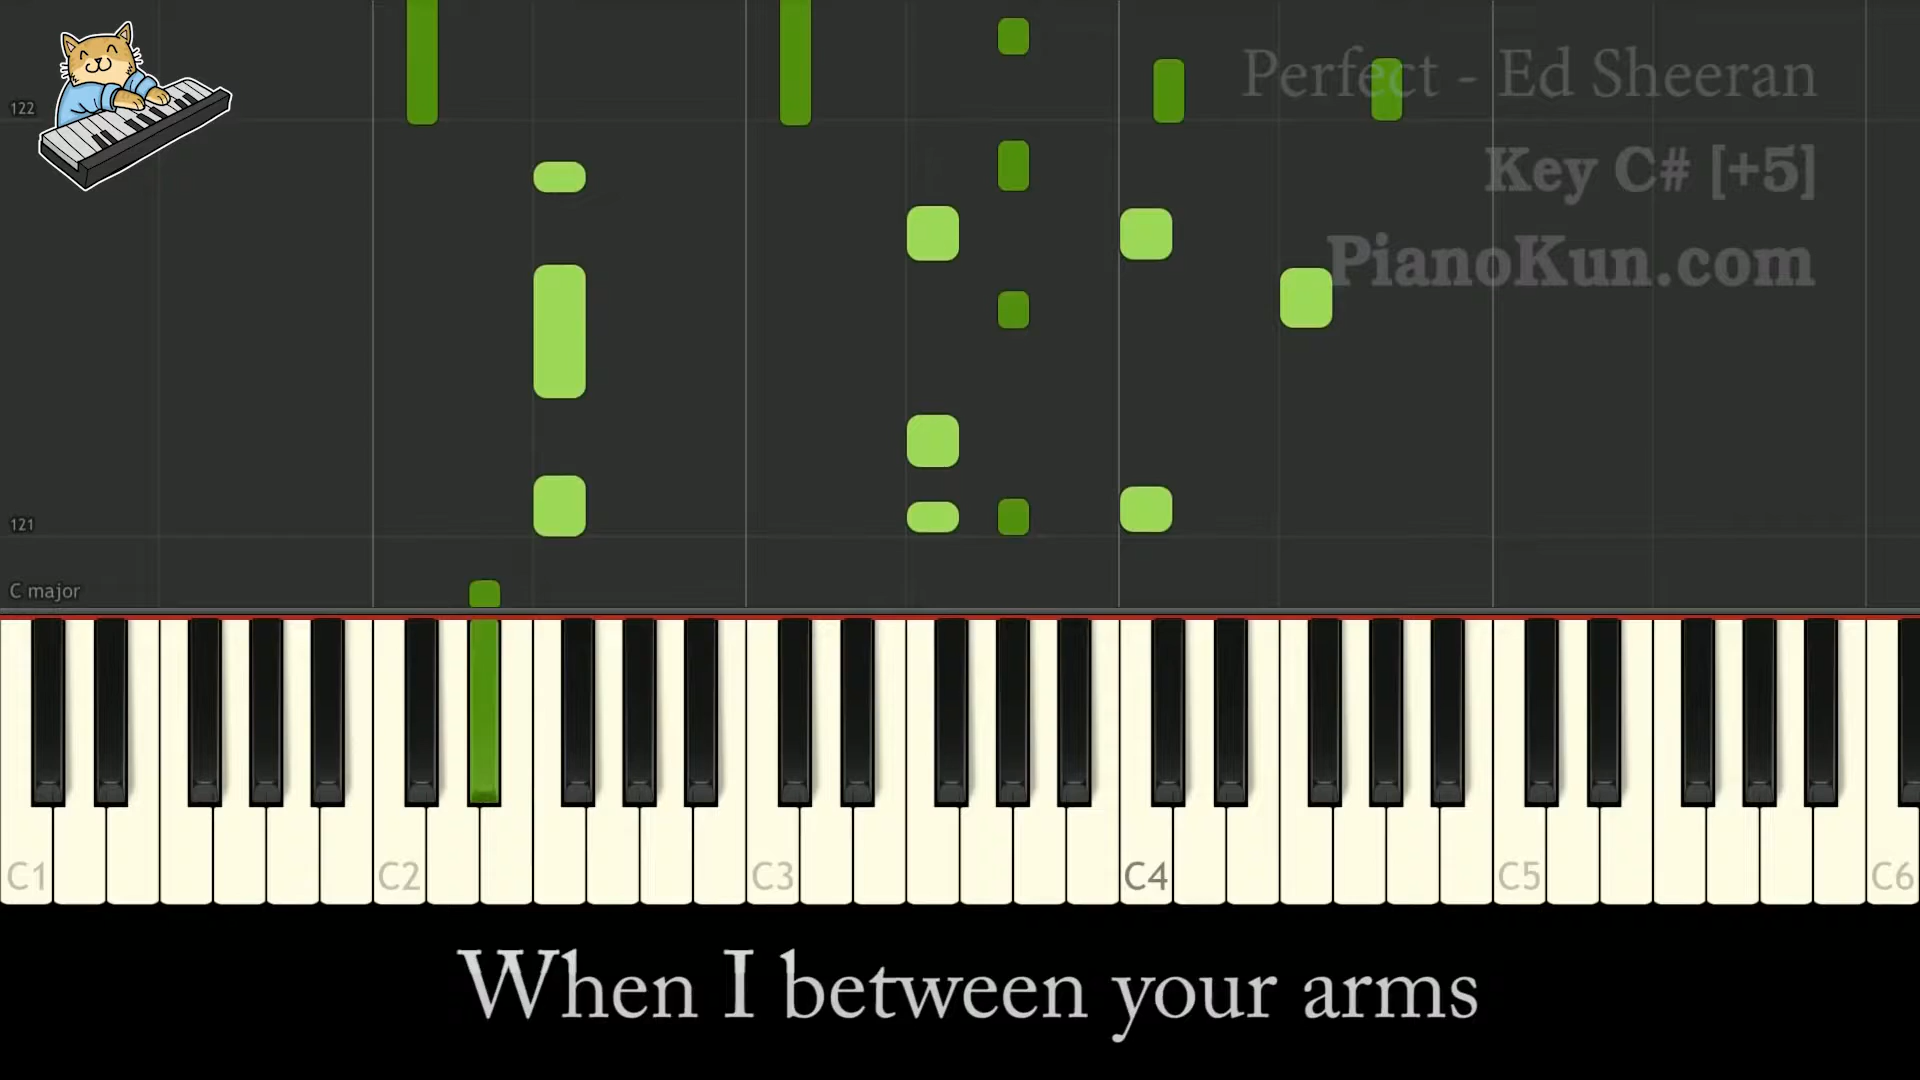 Perfect - Ed Sheeran
122
Key C# [+5]
PianoKun.com
121
C major
C1 C2 C3 C4 C5 C6
When I between your arms